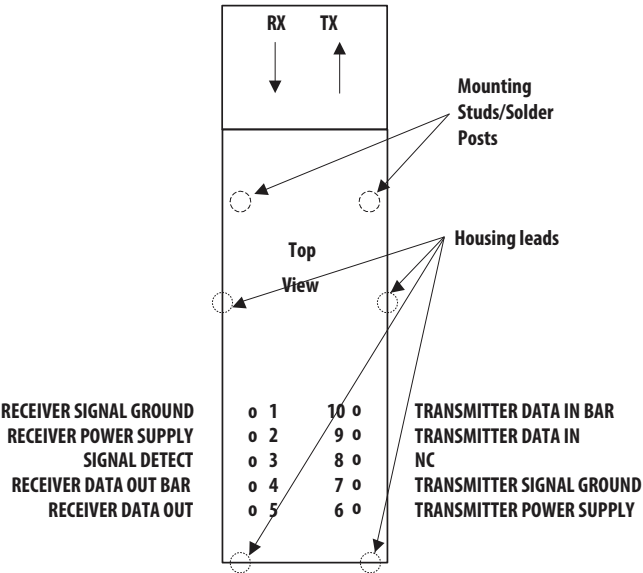 RX TX
Mounting
Studs/Solder
Posts
Housing leads
Top
View
RECEIVER SIGNAL GROUND o 1 10 o TRANSMITTER DATA IN BAR
RECEIVER POWER SUPPLY o 2 9 o TRANSMITTER DATA IN
SIGNAL DETECT o 3 8 o NC
RECEIVER DATA OUT BAR o 4 7 o TRANSMITTER SIGNAL GROUND
RECEIVER DATA OUT o 5 6 o TRANSMITTER POWER SUPPLY